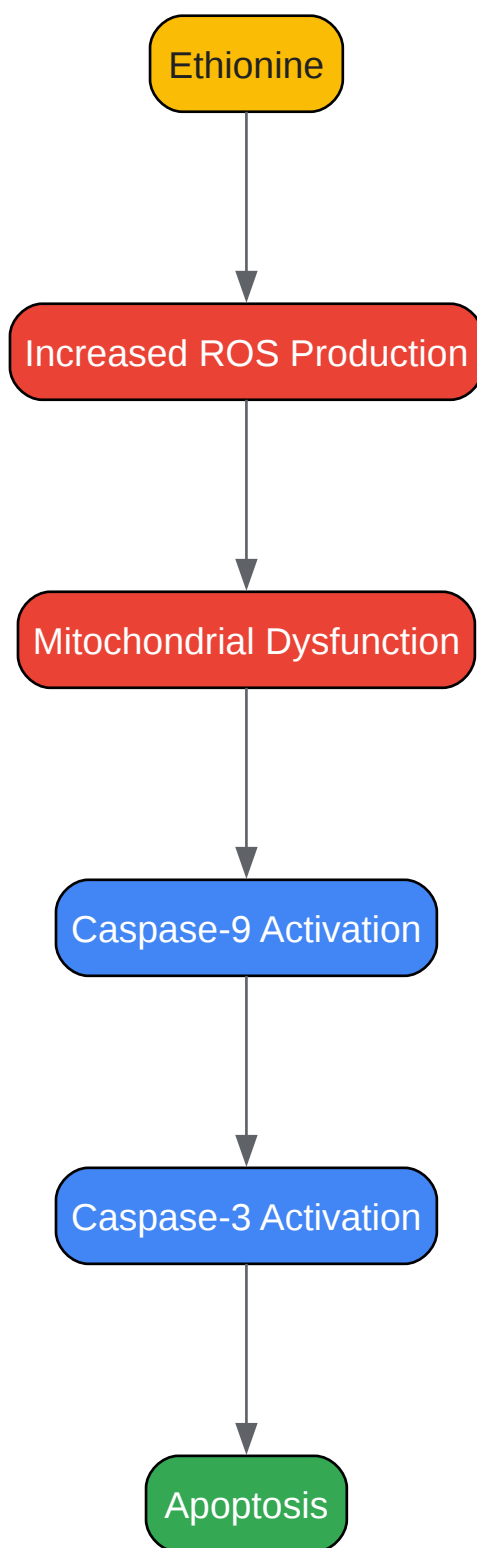 Ethionine
Increased ROS Production
Mitochondrial Dysfunction
Caspase-9 Activation
Caspase-3 Activation
Apoptosis